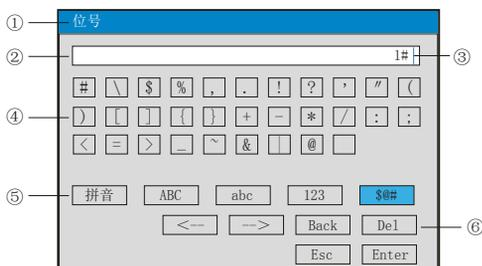 ① 位号
② 1# ③
# \ $ % , . ! ? ’ " (
④ ) [ ] { } + - * / : ;
< = > _ ~ & | @
⑤ 拼音 ABC abc 123 $@#
<-- --> Back Del ⑥
Esc Enter